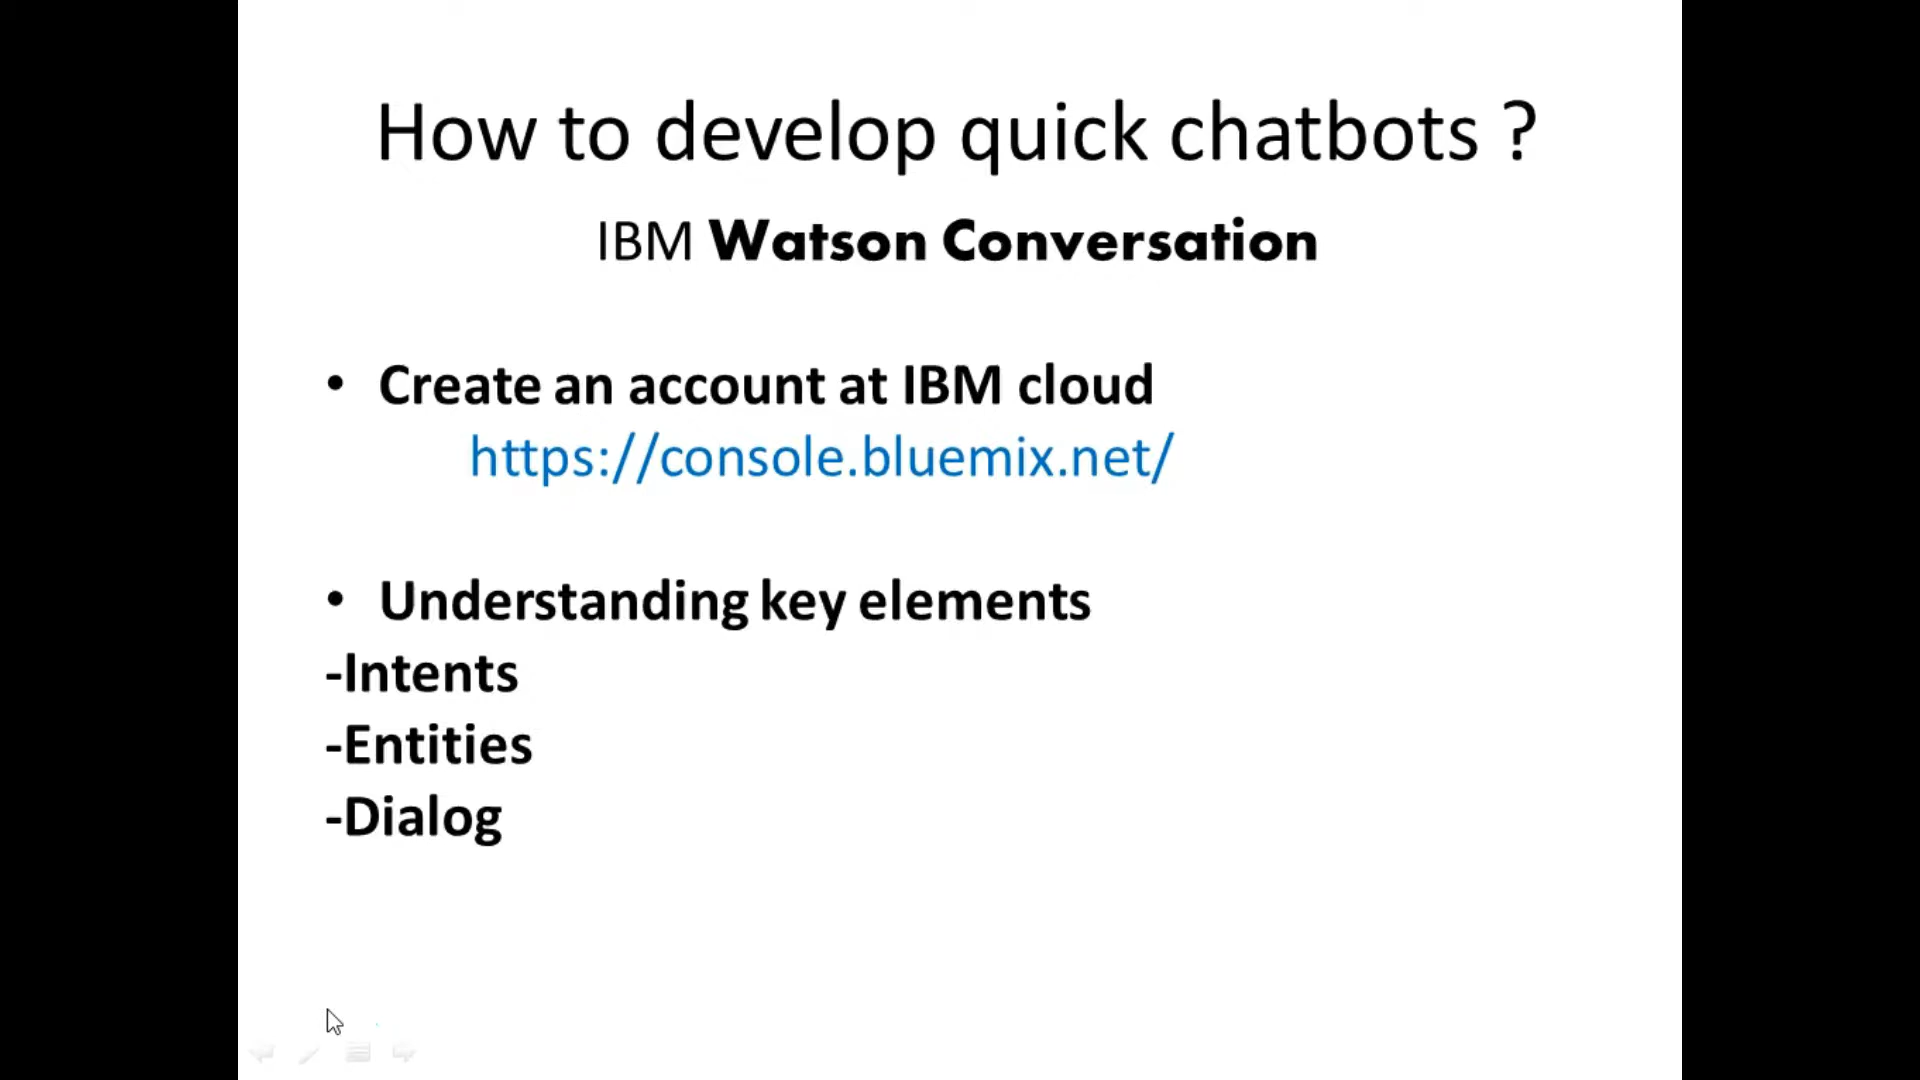 How to develop quick chatbots ?
IBM Watson Conversation
• Create an account at IBM cloud
https://console.bluemix.net/
• Understanding key elements
-Intents
-Entities
-Dialog